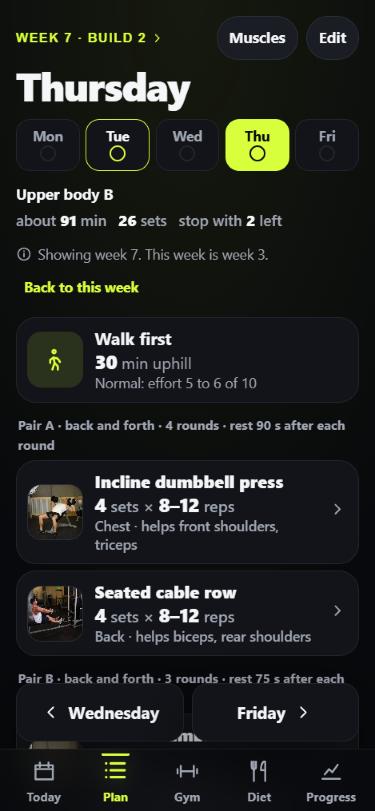 WEEK 7 · BUILD 2 >
Muscles
Edit
Thursday
Mon
Tue
Wed
Thu
Fri
Upper body B
about 91 min 26 sets stop with 2 left
Showing week 7. This week is week 3.
Back to this week
Walk first
30 min uphill
Normal: effort 5 to 6 of 10
Pair A · back and forth · 4 rounds · rest 90 s after each
round
Incline dumbbell press
4 sets × 8–12 reps
Chest · helps front shoulders,
triceps
Seated cable row
4 sets × 8–12 reps
Back · helps biceps, rear shoulders
Pair B · back and forth · 3 rounds · rest 75 s after each
Wednesday
Friday
Today
Plan
Gym
Diet
Progress